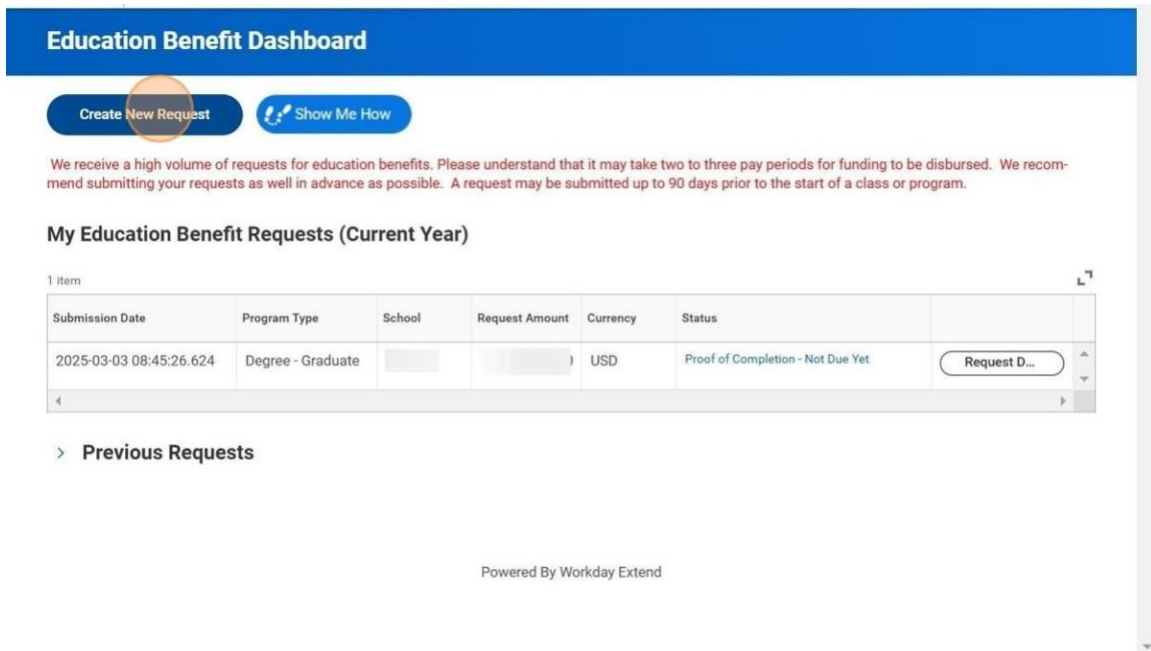 Education Benefit Dashboard
Create New Request
Show Me How
We receive a high volume of requests for education benefits. Please understand that it may take two to three pay periods for funding to be disbursed. We recom-
mend submitting your requests as well in advance as possible. A request may be submitted up to 90 days prior to the start of a class or program.
My Education Benefit Requests (Current Year)
1 item
Submission Date Program Type School Request Amount Currency Status
2025-03-03 08:45:26.624 Degree - Graduate USD Proof of Completion - Not Due Yet Request D...
Previous Requests
Powered By Workday Extend